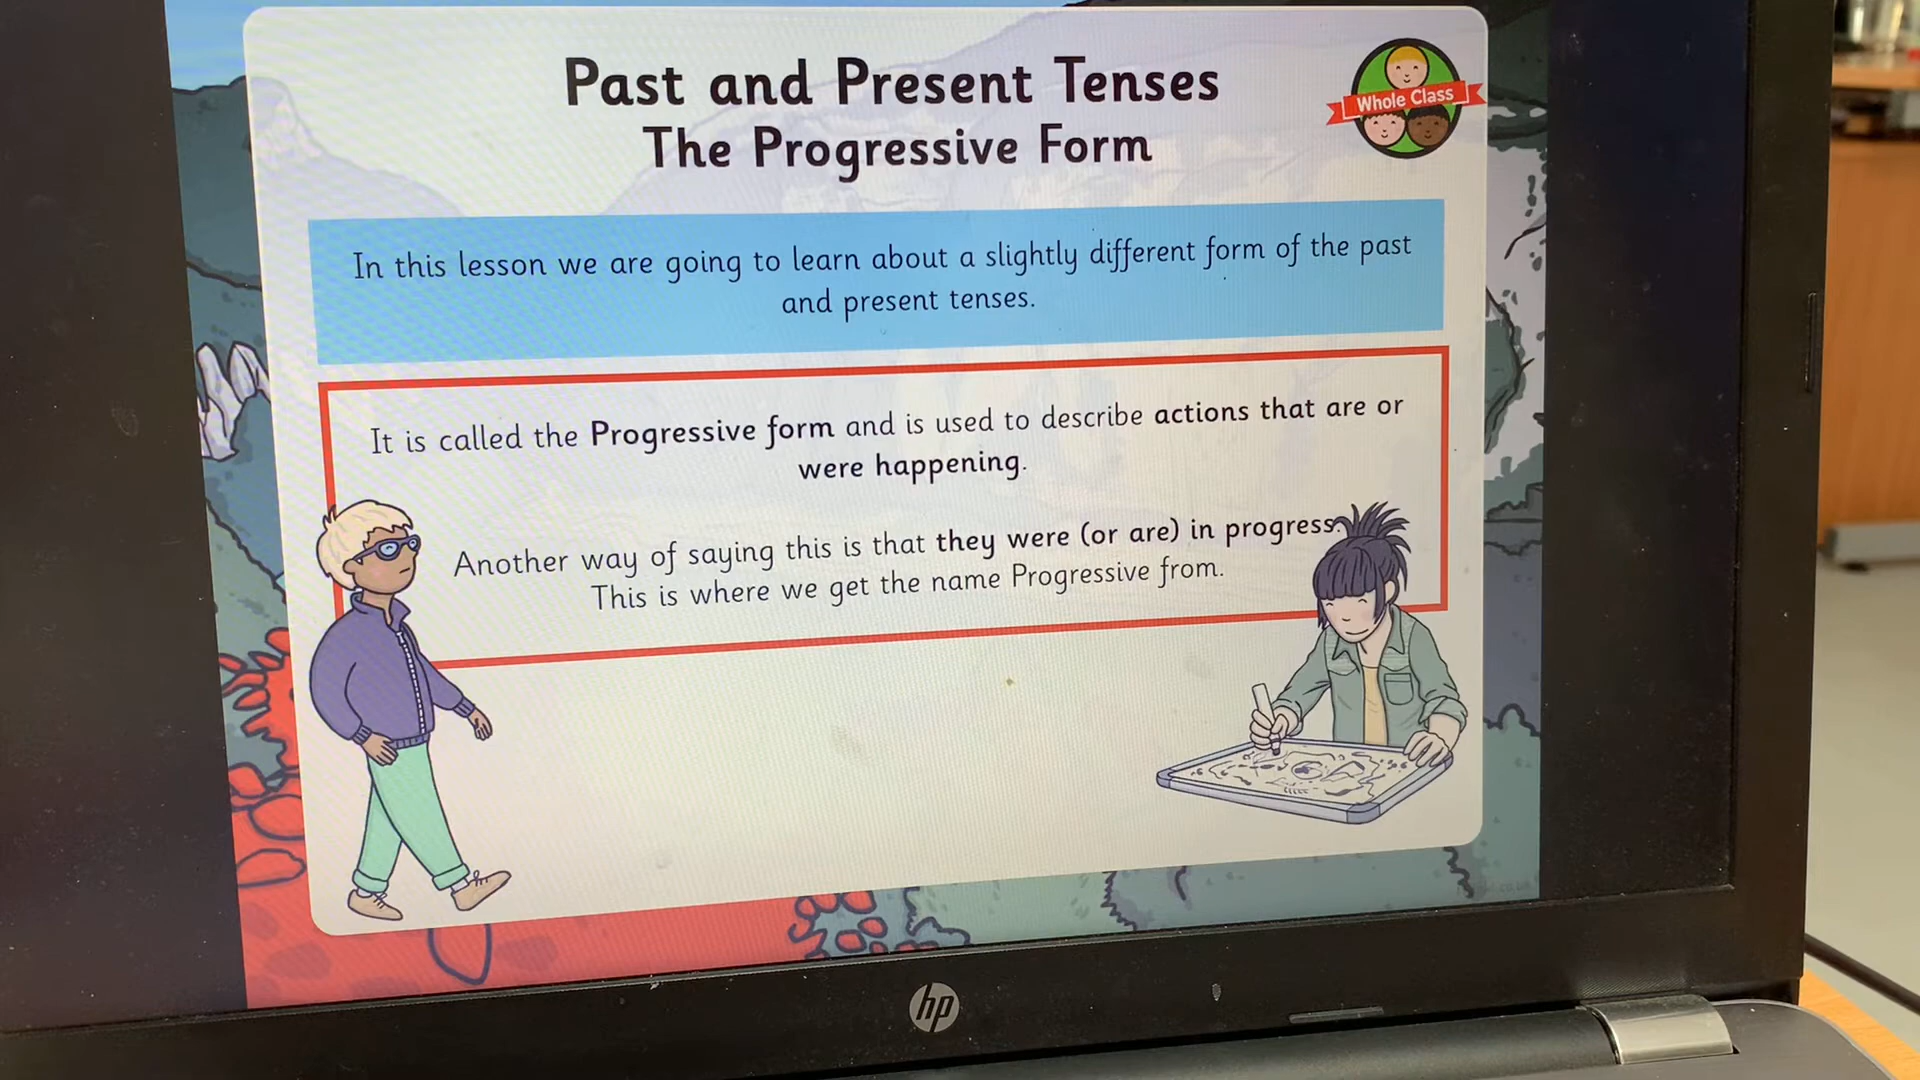 Past and Present Tenses
The Progressive Form
Whole Class
In this lesson we are going to learn about a slightly different form of the past
and present tenses.
It is called the Progressive form and is used to describe actions that are or
were happening.
Another way of saying this is that they were (or are) in progress.
This is where we get the name Progressive from.
hp